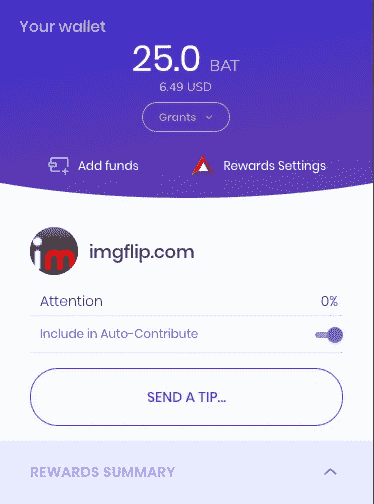 Your wallet
25.0 BAT
6.49 USD
Grants
Add funds
Rewards Settings
im
imgflip.com
Attention 0%
Include in Auto-Contribute
SEND A TIP...
REWARDS SUMMARY